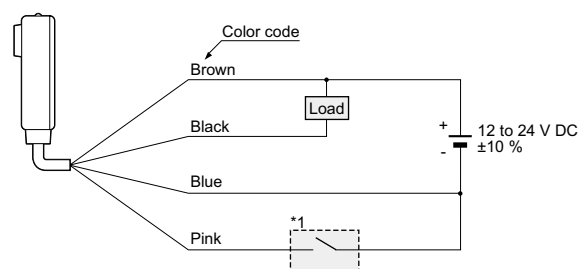 Color code
Brown
Load
Black
+
12 to 24 V DC
-
±10 %
Blue
*1
Pink